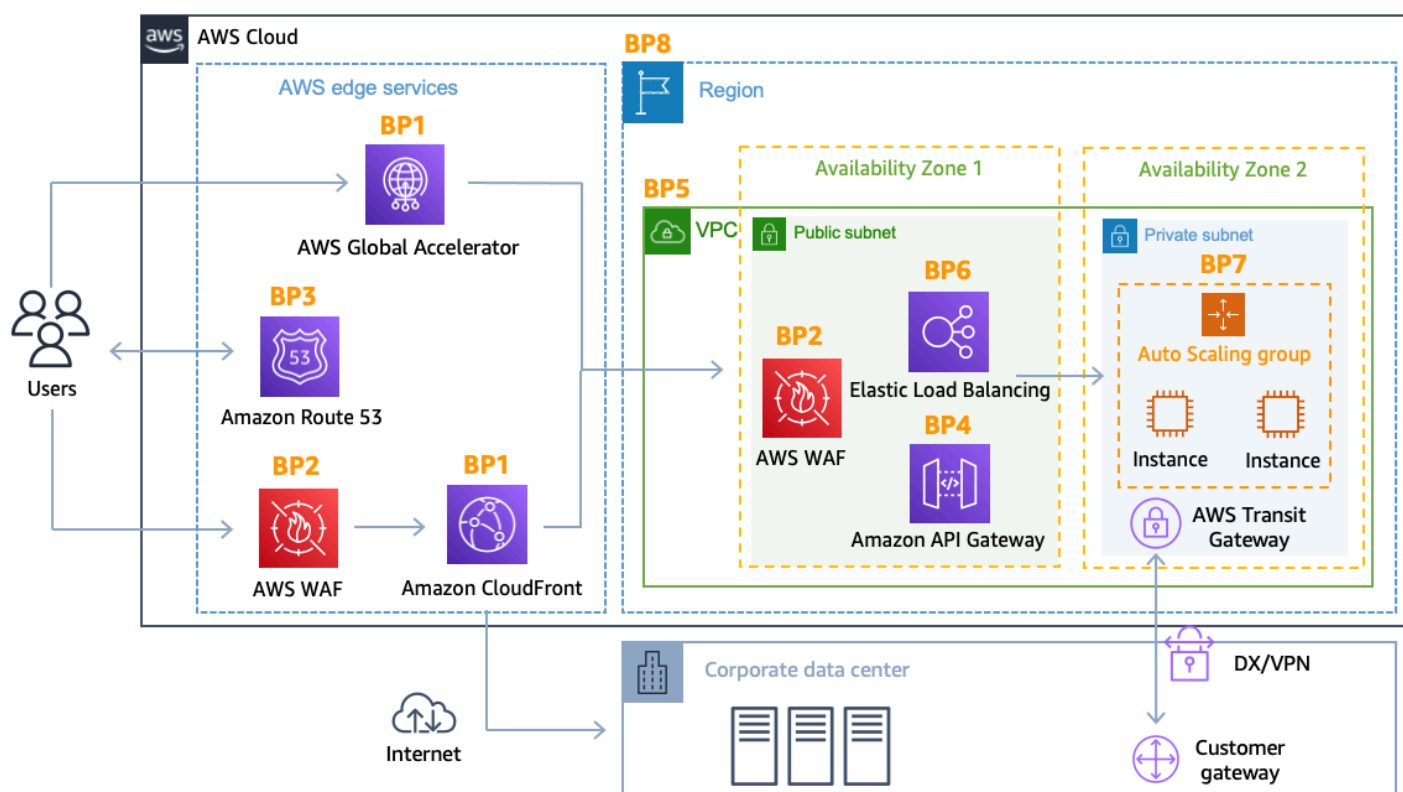 aws
AWS Cloud
AWS edge services
BP1
AWS Global Accelerator
BP3
53
Amazon Route 53
Users
BP2
AWS WAF
BP1
Amazon CloudFront
BP8
Region
Availability Zone 1
Availability Zone 2
BP5
VPC
Public subnet
BP6
Elastic Load Balancing
BP2
AWS WAF
BP4
</>
Amazon API Gateway
Private subnet
BP7
Auto Scaling group
Instance
Instance
AWS Transit
Gateway
DX/VPN
Internet
Corporate data center
Customer
gateway